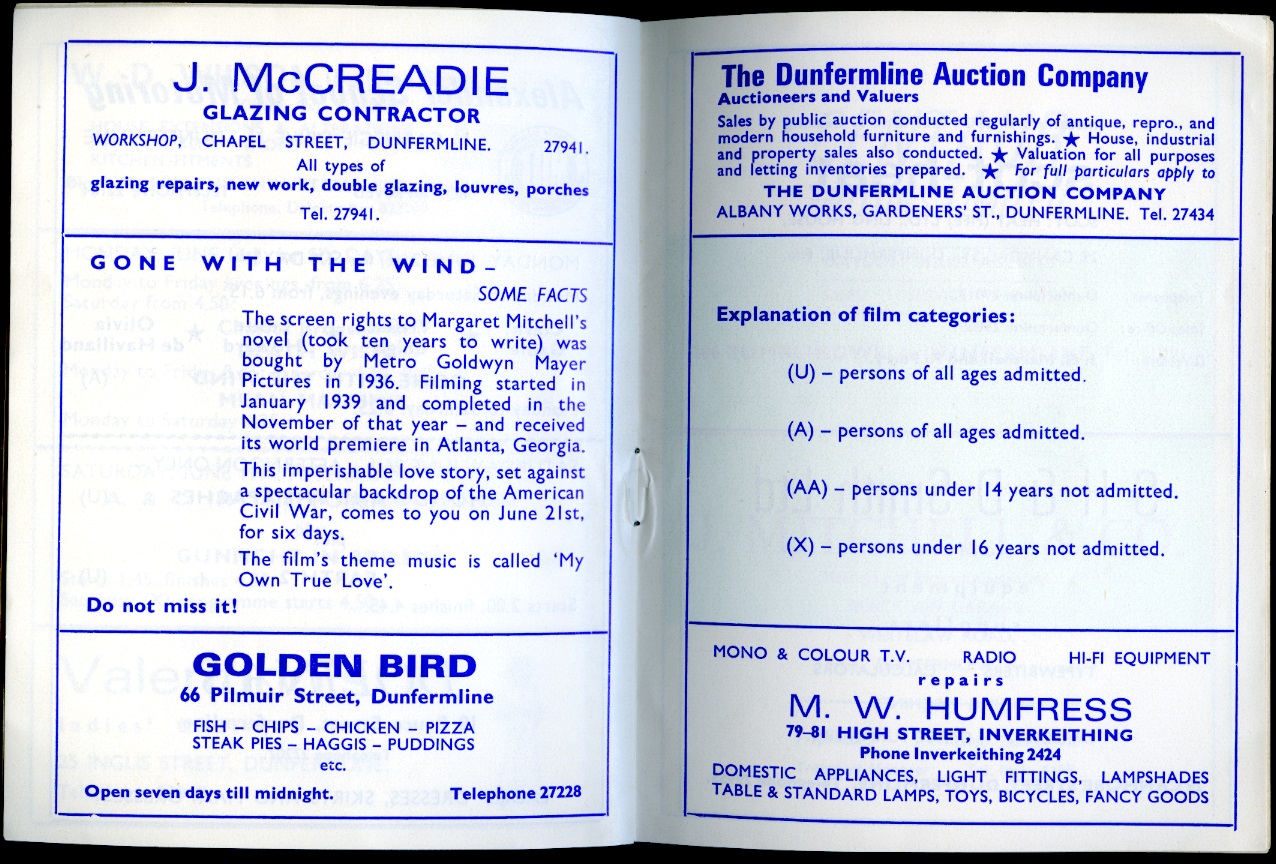 J. McCREADIE
GLAZING CONTRACTOR
WORKSHOP, CHAPEL STREET, DUNFERMLINE. 27941.
All types of
glazing repairs, new work, double glazing, louvres, porches
Tel. 27941.
GONE WITH THE WIND –
SOME FACTS
The screen rights to Margaret Mitchell's
novel (took ten years to write) was
bought by Metro Goldwyn Mayer
Pictures in 1936. Filming started in
January 1939 and completed in the
November of that year – and received
its world premiere in Atlanta, Georgia.
This imperishable love story, set against
a spectacular backdrop of the American
Civil War, comes to you on June 21st,
for six days.
The film's theme music is called 'My
Own True Love'.
Do not miss it!
GOLDEN BIRD
66 Pilmuir Street, Dunfermline
FISH – CHIPS – CHICKEN – PIZZA
STEAK PIES – HAGGIS – PUDDINGS
etc.
Open seven days till midnight. Telephone 27228
The Dunfermline Auction Company
Auctioneers and Valuers
Sales by public auction conducted regularly of antique, repro., and
modern household furniture and furnishings. ★ House, industrial
and property sales also conducted. ★ Valuation for all purposes
and letting inventories prepared. ★ For full particulars apply to
THE DUNFERMLINE AUCTION COMPANY
ALBANY WORKS, GARDENERS' ST., DUNFERMLINE. Tel. 27434
Explanation of film categories:
(U) – persons of all ages admitted.
(A) – persons of all ages admitted.
(AA) – persons under 14 years not admitted.
(X) – persons under 16 years not admitted.
MONO & COLOUR T.V. RADIO HI-FI EQUIPMENT
repairs
M. W. HUMFRESS
79–81 HIGH STREET, INVERKEITHING
Phone Inverkeithing 2424
DOMESTIC APPLIANCES, LIGHT FITTINGS, LAMPSHADES
TABLE & STANDARD LAMPS, TOYS, BICYCLES, FANCY GOODS